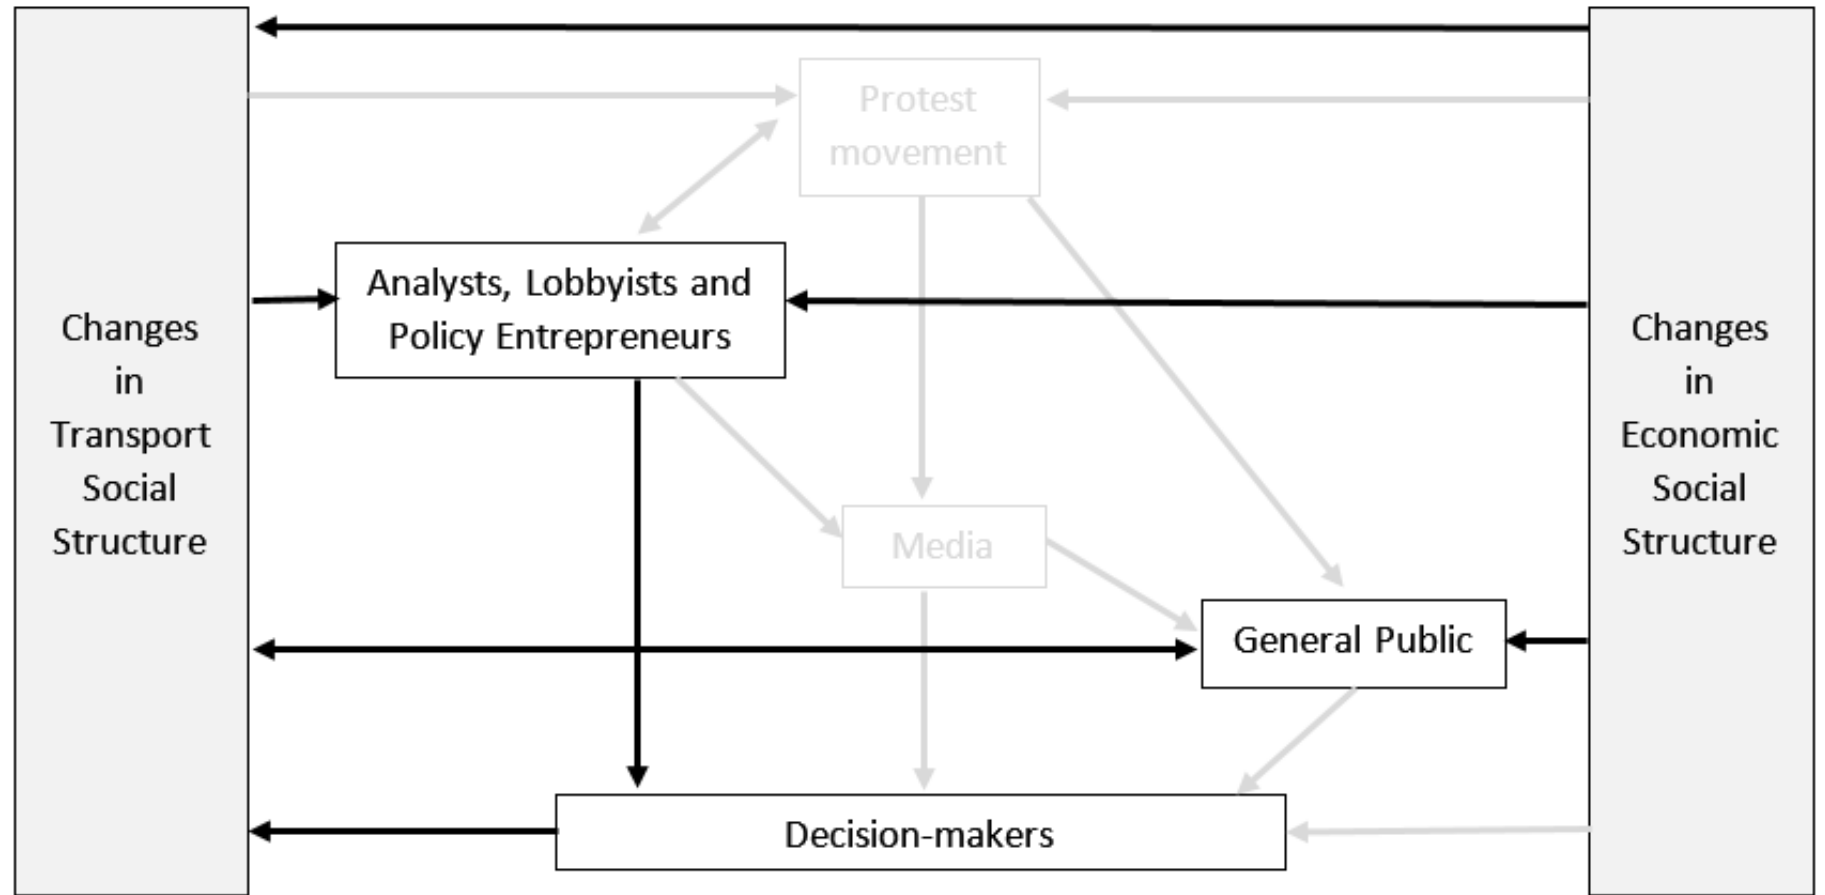 Changes
in
Transport
Social
Structure
Protest
movement
Analysts, Lobbyists and
Policy Entrepreneurs
Media
General Public
Decision-makers
Changes
in
Economic
Social
Structure